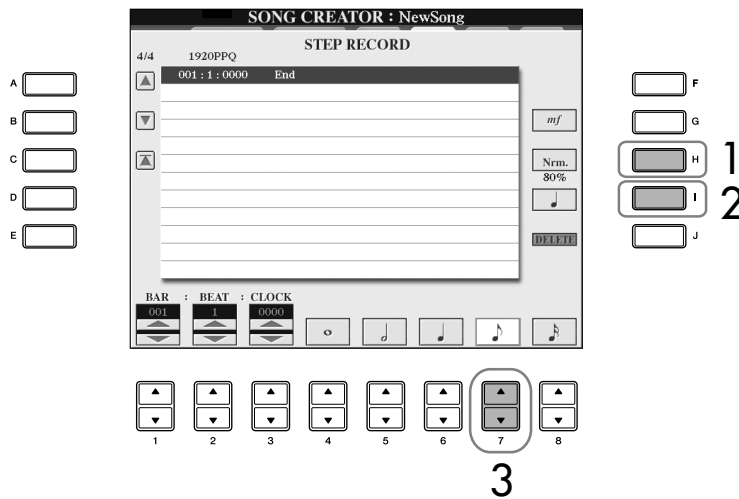 SONG CREATOR : NewSong
STEP RECORD
4/4 1920PPQ
001 : 1 : 0000 End
A
B
C
D
E
mf
Nrm.
80%
DELETE
F
G
H 1
I 2
J
BAR : BEAT : CLOCK
001 1 0000
1 2 3 4 5 6 7 8
3